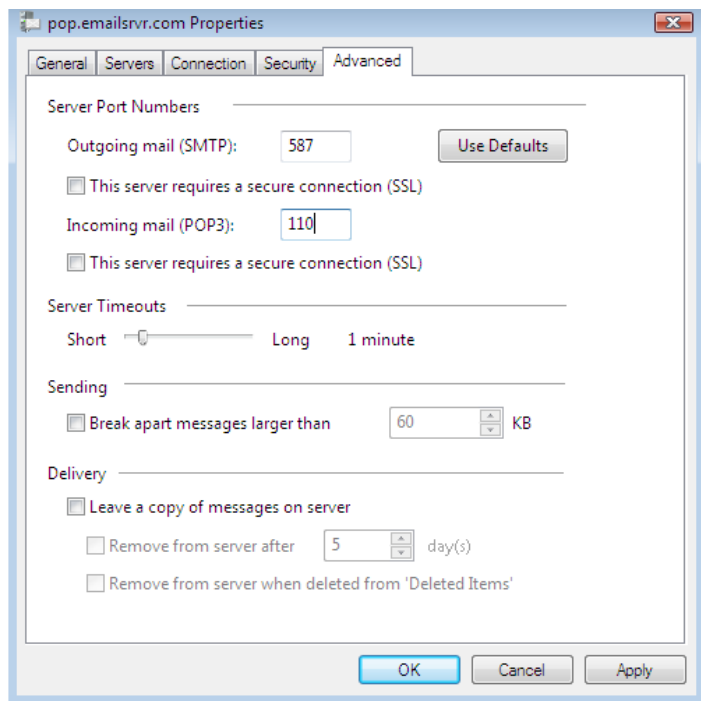 pop.emailsrvr.com Properties
General Servers Connection Security Advanced
Server Port Numbers
Outgoing mail (SMTP): 587 Use Defaults
This server requires a secure connection (SSL)
Incoming mail (POP3): 110
This server requires a secure connection (SSL)
Server Timeouts
Short Long 1 minute
Sending
Break apart messages larger than 60 KB
Delivery
Leave a copy of messages on server
Remove from server after 5 day(s)
Remove from server when deleted from 'Deleted Items'
OK Cancel Apply